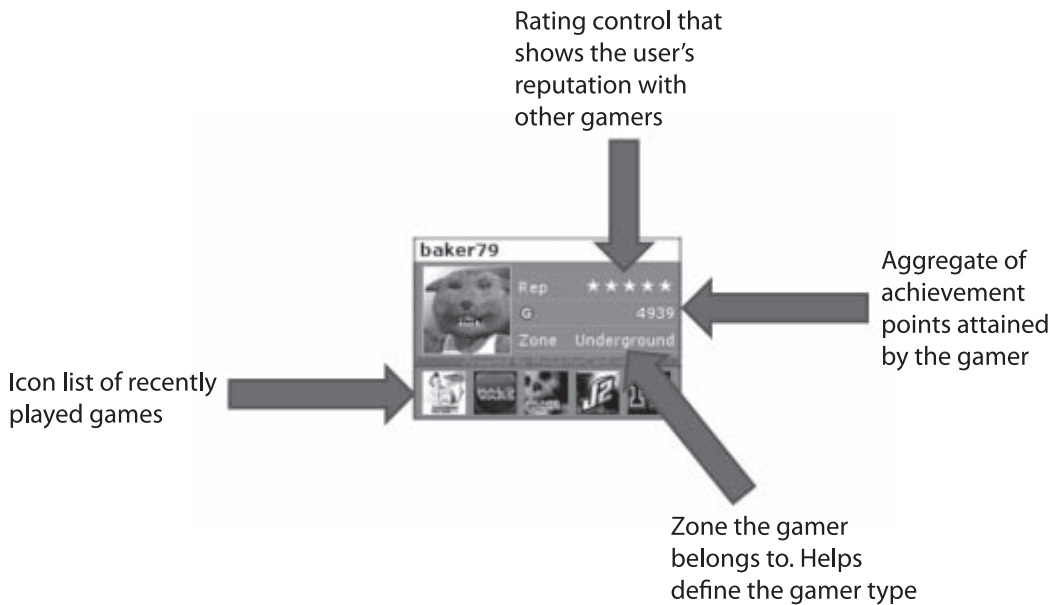 Rating control that
shows the user's
reputation with
other gamers
baker79
Rep
G 4939
Zone Underground
Aggregate of
achievement
points attained
by the gamer
Icon list of recently
played games
J2
Zone the gamer
belongs to. Helps
define the gamer type